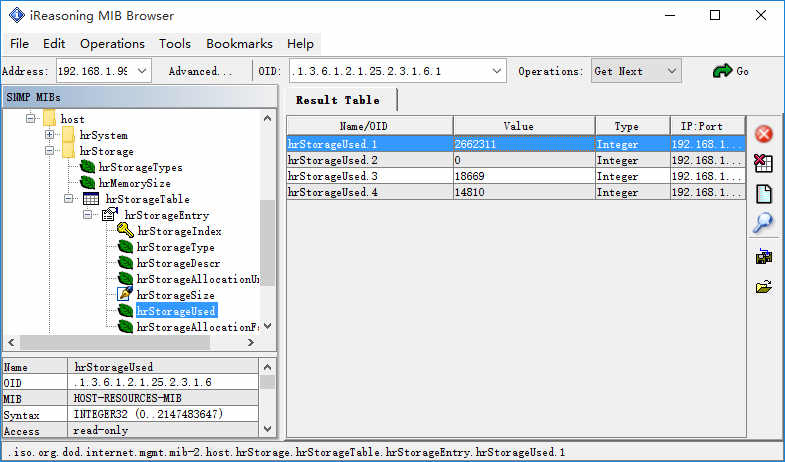 iReasoning MIB Browser
File Edit Operations Tools Bookmarks Help
Address: 192.168.1.99 Advanced... OID: .1.3.6.1.2.1.25.2.3.1.6.1 Operations: Get Next Go
SNMP MIBs
host
hrSystem
hrStorage
hrStorageTypes
hrMemorySize
hrStorageTable
hrStorageEntry
hrStorageIndex
hrStorageType
hrStorageDescr
hrStorageAllocationUn
hrStorageSize
hrStorageUsed
hrStorageAllocationFa
Name hrStorageUsed
OID .1.3.6.1.2.1.25.2.3.1.6
MIB HOST-RESOURCES-MIB
Syntax INTEGER32 (0..2147483647)
Access read-only
Result Table
Name/OID Value Type IP:Port
hrStorageUsed.1 2662311 Integer 192.168.1...
hrStorageUsed.2 0 Integer 192.168.1...
hrStorageUsed.3 18669 Integer 192.168.1...
hrStorageUsed.4 14810 Integer 192.168.1...
.iso.org.dod.internet.mgmt.mib-2.host.hrStorage.hrStorageTable.hrStorageEntry.hrStorageUsed.1